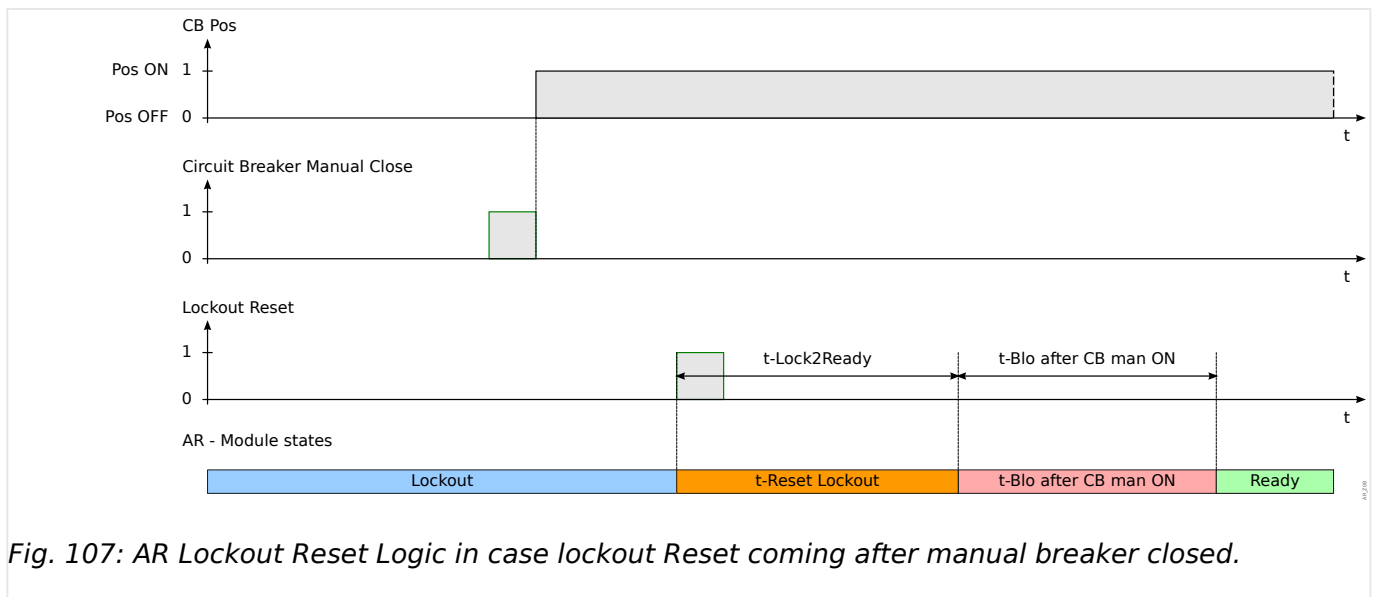 CB Pos
Pos ON 1
Pos OFF 0
t
Circuit Breaker Manual Close
1
0
t
Lockout Reset
1
t-Lock2Ready t-Blo after CB man ON
0
t
AR - Module states
Lockout t-Reset Lockout t-Blo after CB man ON Ready
Fig. 107: AR Lockout Reset Logic in case lockout Reset coming after manual breaker closed.